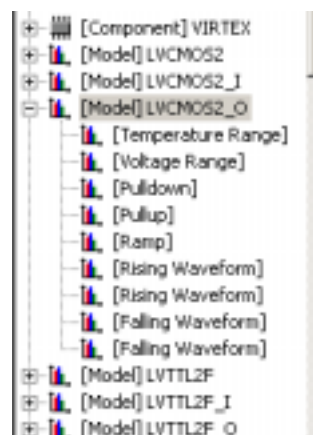 [Component] VIRTEX
[Model] LVCMOS2
[Model] LVCMOS2_I
[Model] LVCMOS2_O
[Temperature Range]
[Voltage Range]
[Pulldown]
[Pullup]
[Ramp]
[Rising Waveform]
[Rising Waveform]
[Falling Waveform]
[Falling Waveform]
[Model] LVTTL2F
[Model] LVTTL2F_I
[Model] LVTTL2F_O